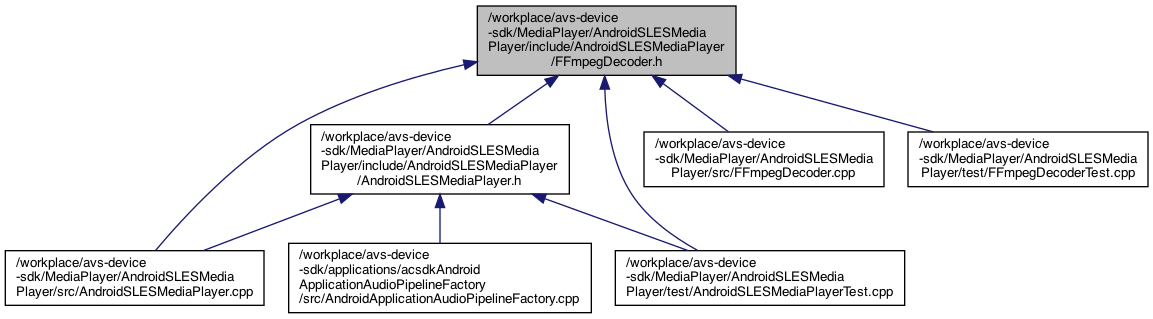 /workplace/avs-device
-sdk/MediaPlayer/AndroidSLESMedia
Player/include/AndroidSLESMediaPlayer
/FFmpegDecoder.h
/workplace/avs-device
-sdk/MediaPlayer/AndroidSLESMedia
Player/include/AndroidSLESMediaPlayer
/AndroidSLESMediaPlayer.h
/workplace/avs-device
-sdk/MediaPlayer/AndroidSLESMedia
Player/src/FFmpegDecoder.cpp
/workplace/avs-device
-sdk/MediaPlayer/AndroidSLESMedia
Player/test/FFmpegDecoderTest.cpp
/workplace/avs-device
-sdk/MediaPlayer/AndroidSLESMedia
Player/src/AndroidSLESMediaPlayer.cpp
/workplace/avs-device
-sdk/applications/acsdkAndroid
ApplicationAudioPipelineFactory
/src/AndroidApplicationAudioPipelineFactory.cpp
/workplace/avs-device
-sdk/MediaPlayer/AndroidSLESMedia
Player/test/AndroidSLESMediaPlayerTest.cpp